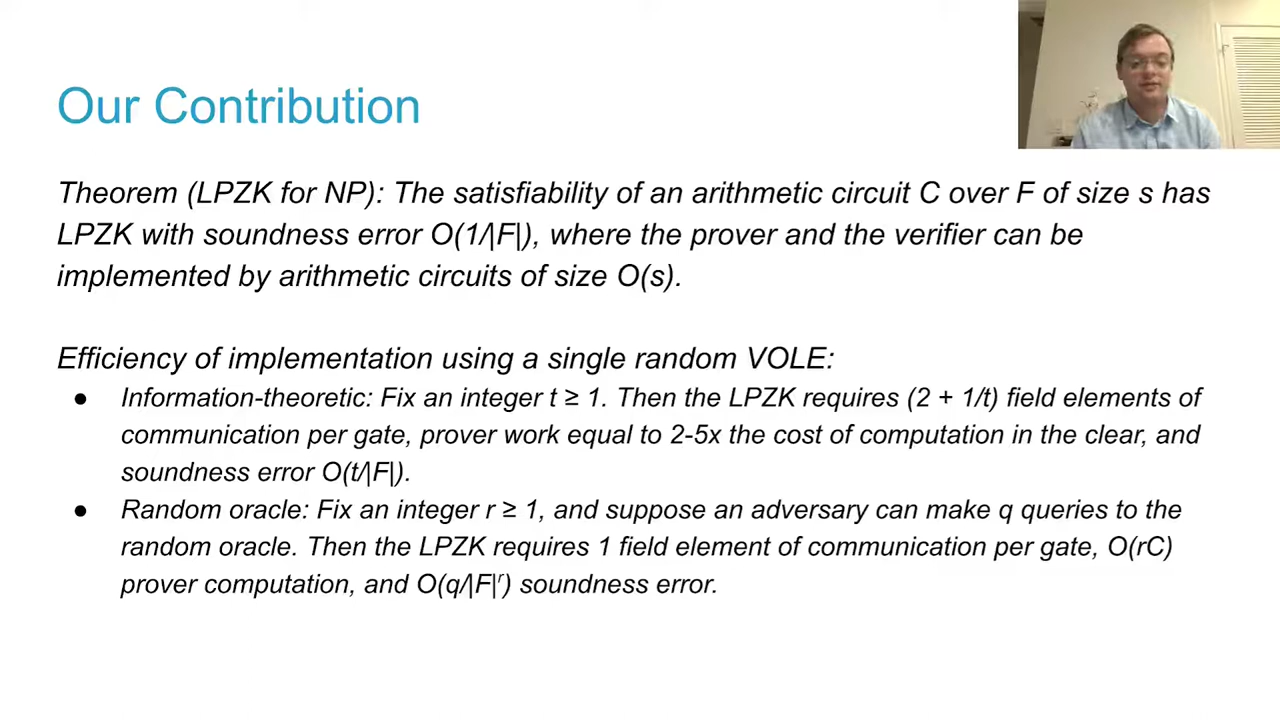 Our Contribution
Theorem (LPZK for NP): The satisfiability of an arithmetic circuit C over F of size s has
LPZK with soundness error O(1/|F|), where the prover and the verifier can be
implemented by arithmetic circuits of size O(s).
Efficiency of implementation using a single random VOLE:
● Information-theoretic: Fix an integer t ≥ 1. Then the LPZK requires (2 + 1/t) field elements of
communication per gate, prover work equal to 2-5x the cost of computation in the clear, and
soundness error O(t/|F|).
● Random oracle: Fix an integer r ≥ 1, and suppose an adversary can make q queries to the
random oracle. Then the LPZK requires 1 field element of communication per gate, O(rC)
prover computation, and O(q/|F|ʳ) soundness error.